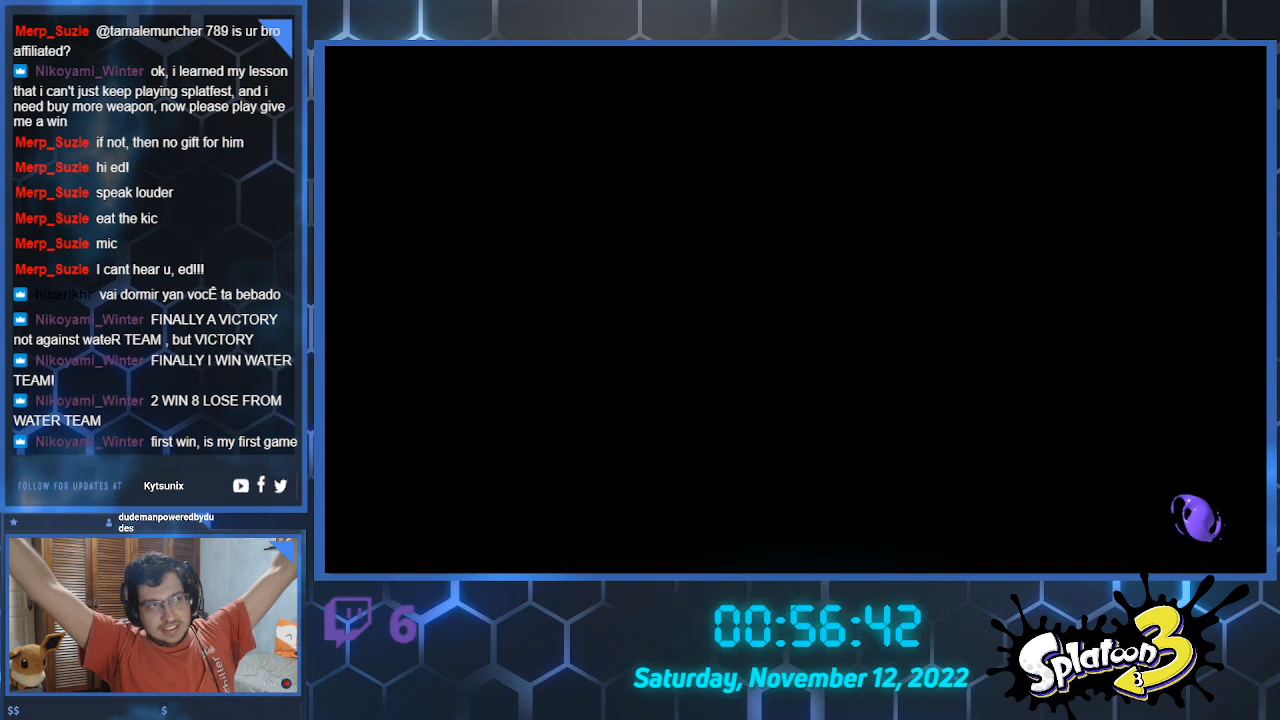 Merp_Suzie @tamalemuncher 789 is ur bro
affiliated?
Nikoyami_Winter ok, i learned my lesson
that i can't just keep playing splatfest, and i
need buy more weapon, now please play give
me a win
Merp_Suzie if not, then no gift for him
Merp_Suzie hi ed!
Merp_Suzie speak louder
Merp_Suzie eat the kic
Merp_Suzie mic
Merp_Suzie I cant hear u, ed!!!
hibarikhr vai dormir yan vocÊ ta bebado
Nikoyami_Winter FINALLY A VICTORY
not against wateR TEAM , but VICTORY
Nikoyami_Winter FINALLY I WIN WATER
TEAM!
Nikoyami_Winter 2 WIN 8 LOSE FROM
WATER TEAM
Nikoyami_Winter first win, is my first game
FOLLOW FOR UPDATES AT Kytsunix
dudemanpoweredbydu
des
$$ $
6
00:56:42
Saturday, November 12, 2022
Splatoon 3